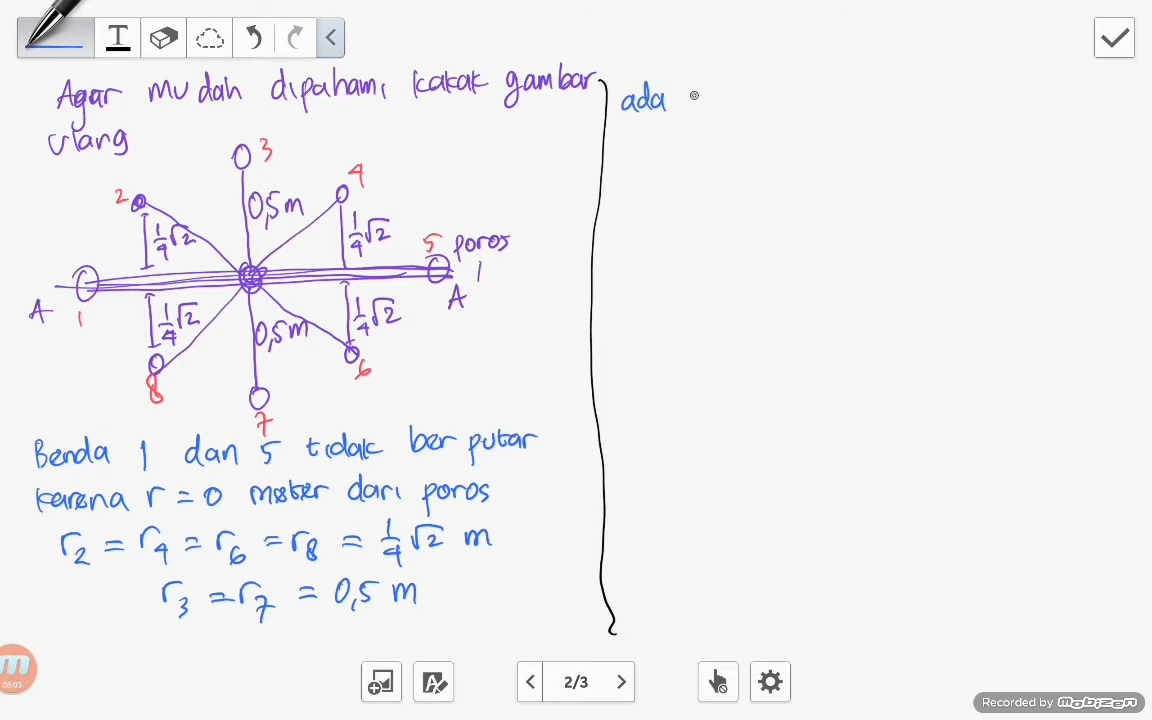 T
Agar mudah dipahami kakak gambar
ulang
ada
3
2
4
0,5 m
1/4 √2
1/4 √2
5
poros
1
A
A
1
1/4 √2
0,5 m
1/4 √2
8
6
7
Benda 1 dan 5 tidak berputar
karena r = 0 meter dari poros
r₂ = r₄ = r₆ = r₈ = 1/4 √2 m
r₃ = r₇ = 0,5 m
08:03
A
2/3
Recorded by mobizen